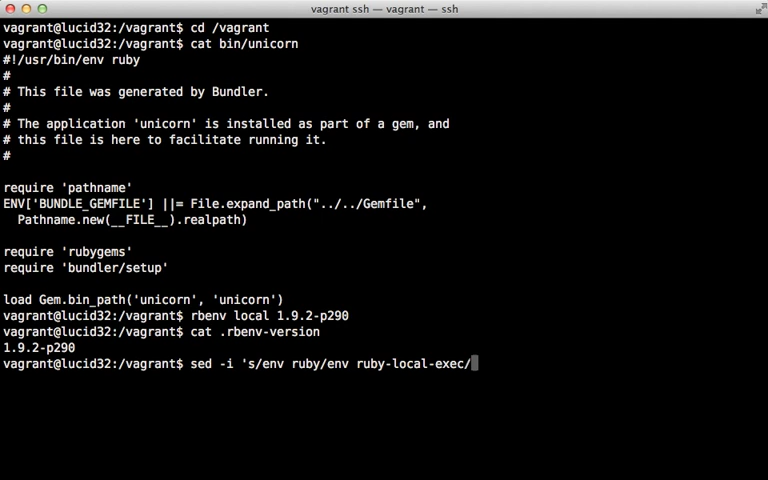 vagrant ssh — vagrant — ssh
vagrant@lucid32:/vagrant$ cd /vagrant
vagrant@lucid32:/vagrant$ cat bin/unicorn
#!/usr/bin/env ruby
#
# This file was generated by Bundler.
#
# The application 'unicorn' is installed as part of a gem, and
# this file is here to facilitate running it.
#
require 'pathname'
ENV['BUNDLE_GEMFILE'] ||= File.expand_path("../../Gemfile",
  Pathname.new(__FILE__).realpath)
require 'rubygems'
require 'bundler/setup'
load Gem.bin_path('unicorn', 'unicorn')
vagrant@lucid32:/vagrant$ rbenv local 1.9.2-p290
vagrant@lucid32:/vagrant$ cat .rbenv-version
1.9.2-p290
vagrant@lucid32:/vagrant$ sed -i 's/env ruby/env ruby-local-exec/